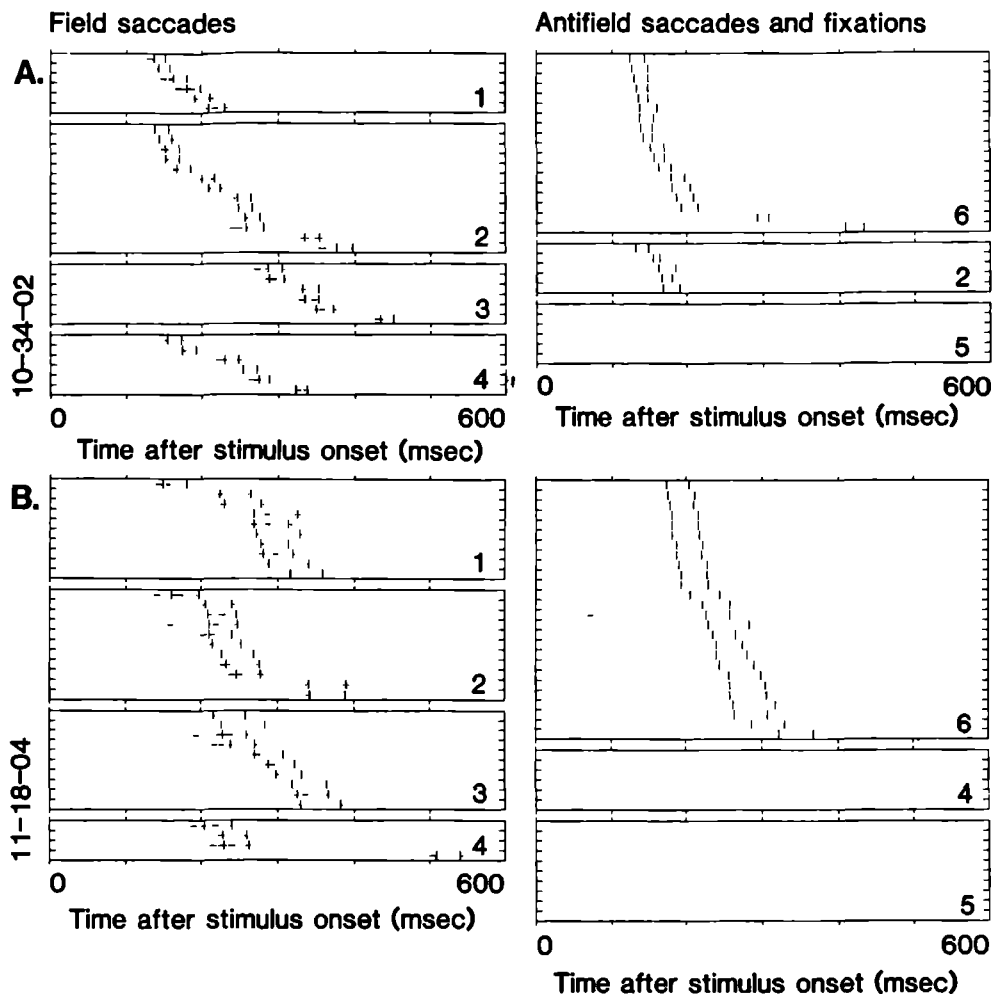 Field saccades
Antifield saccades and fixations
A.
10-34-02
1
2
3
4
0 600
Time after stimulus onset (msec)
6
2
5
0 600
Time after stimulus onset (msec)
B.
11-18-04
1
2
3
4
0 600
Time after stimulus onset (msec)
6
4
5
0 600
Time after stimulus onset (msec)